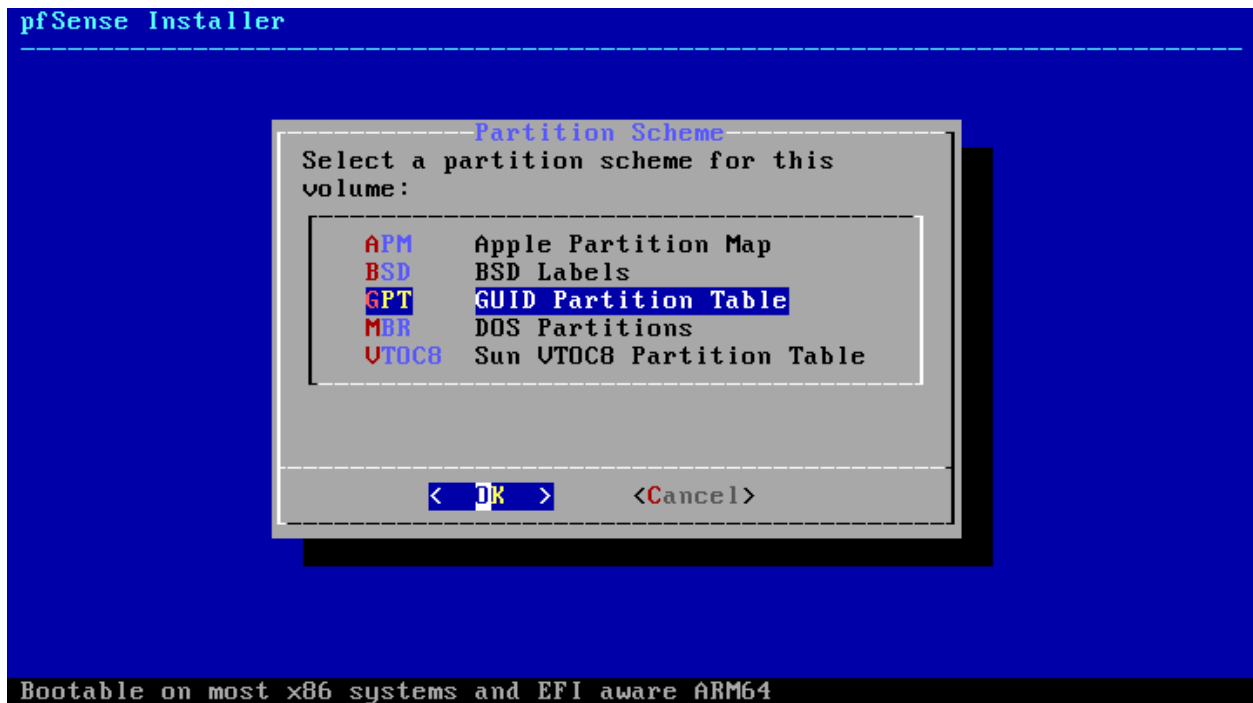 pfSense Installer
Partition Scheme
Select a partition scheme for this
volume:
APM Apple Partition Map
BSD BSD Labels
GPT GUID Partition Table
MBR DOS Partitions
VTOC8 Sun VTOC8 Partition Table
< OK > <Cancel>
Bootable on most x86 systems and EFI aware ARM64